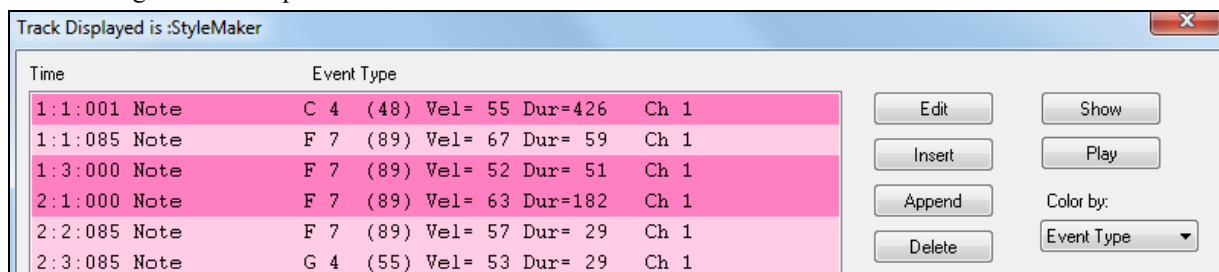 Track Displayed is :StyleMaker
Time Event Type
1:1:001 Note C 4 (48) Vel= 55 Dur=426 Ch 1
1:1:085 Note F 7 (89) Vel= 67 Dur= 59 Ch 1
1:3:000 Note F 7 (89) Vel= 52 Dur= 51 Ch 1
2:1:000 Note F 7 (89) Vel= 63 Dur=182 Ch 1
2:2:085 Note F 7 (89) Vel= 57 Dur= 29 Ch 1
2:3:085 Note G 4 (55) Vel= 53 Dur= 29 Ch 1
Edit Show
Insert Play
Append Color by:
Delete Event Type